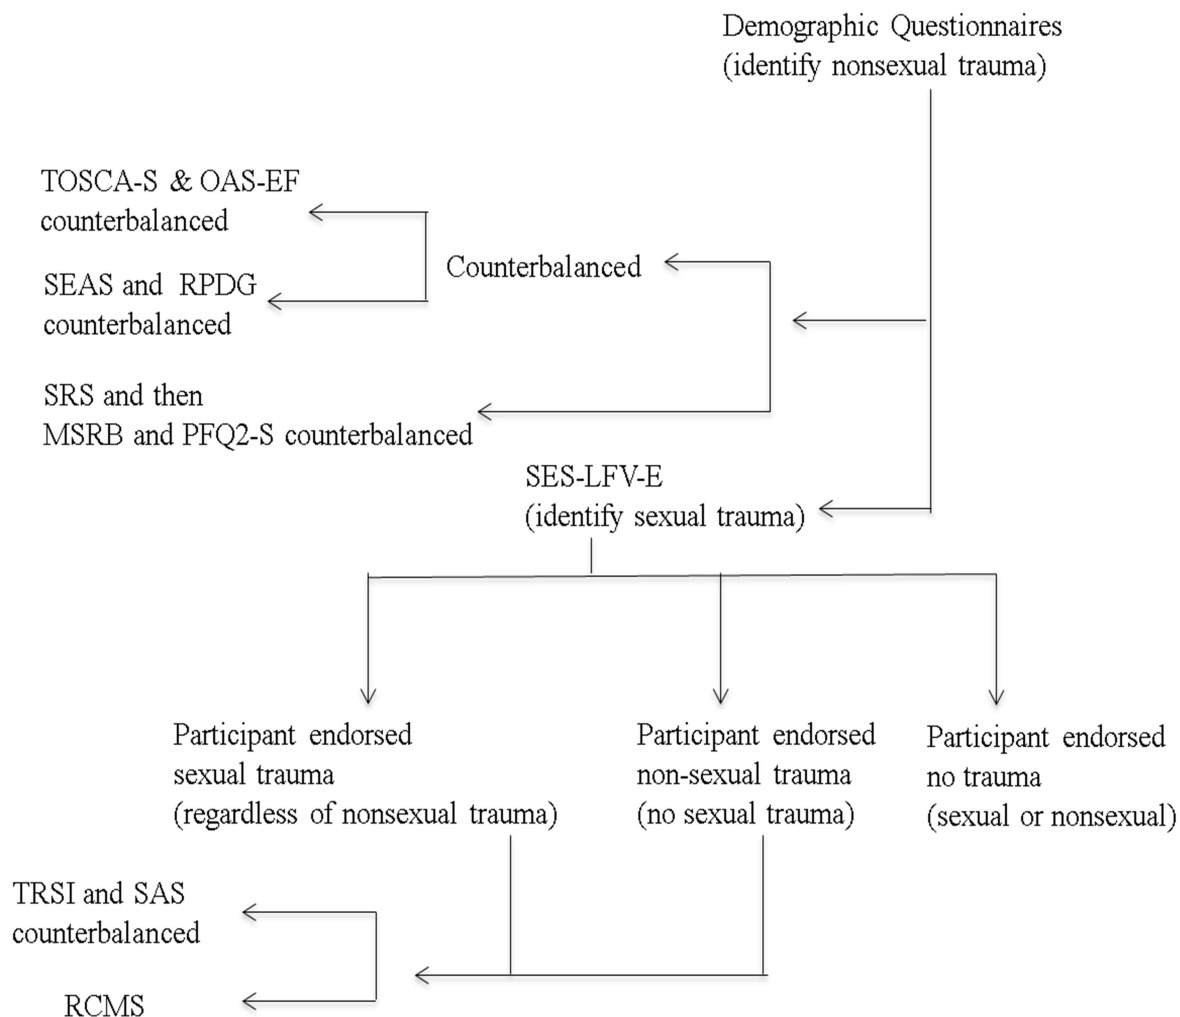 Demographic Questionnaires
(identify nonsexual trauma)
TOSCA-S & OAS-EF
counterbalanced
Counterbalanced
SEAS and RPDG
counterbalanced
SRS and then
MSRB and PFQ2-S counterbalanced
SES-LFV-E
(identify sexual trauma)
Participant endorsed
sexual trauma
(regardless of nonsexual trauma)
Participant endorsed
non-sexual trauma
(no sexual trauma)
Participant endorsed
no trauma
(sexual or nonsexual)
TRSI and SAS
counterbalanced
RCMS